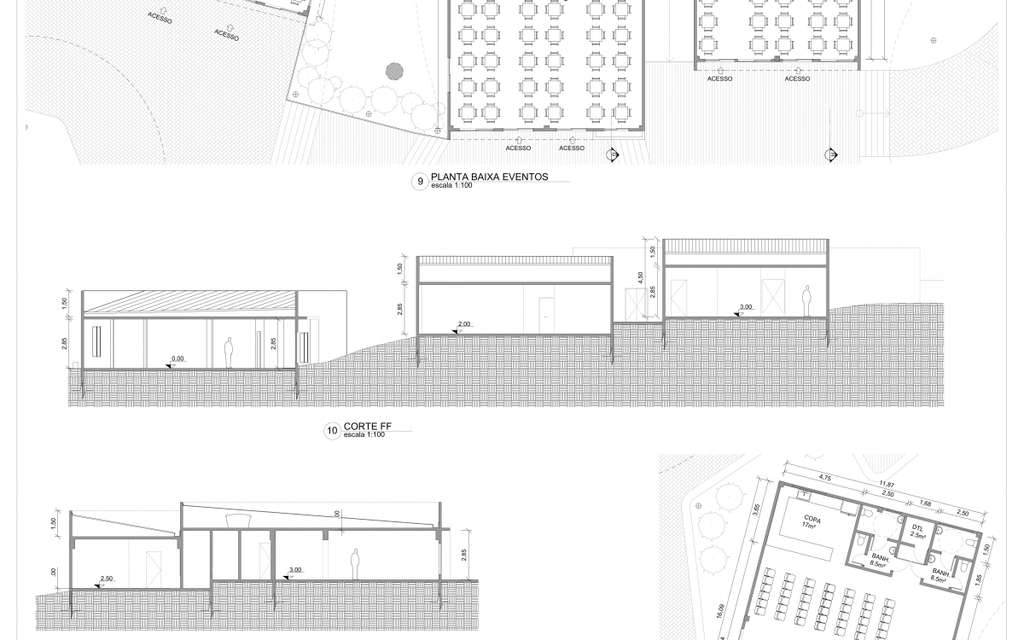 ACESSO
ACESSO
ACESSO
ACESSO
ACESSO
ACESSO
9
PLANTA BAIXA EVENTOS
escala 1:100
1,50
2,85
0,00
2,85
1,50
2,85
2,00
4,50
1,50
2,85
3,00
10
CORTE FF
escala 1:100
1,50
,00
2,50
,00
3,00
2,85
11,87
4,75
2,50
1,68
2,50
3,65
COPA
17m²
DTL
2.5m²
BANH.
8.5m²
BANH.
8.5m²
1,50
1,85
16,09